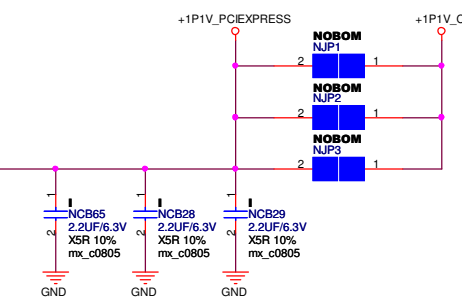 +1P1V_PCIEXPRESS
+1P1V_
NOBOM
NJP1
2
1
NOBOM
NJP2
2
1
NOBOM
NJP3
2
1
1
I
NCB65
2.2UF/6.3V
2
X5R 10%
mx_c0805
GND
1
I
NCB28
2.2UF/6.3V
2
X5R 10%
mx_c0805
GND
1
I
NCB29
2.2UF/6.3V
2
X5R 10%
mx_c0805
GND